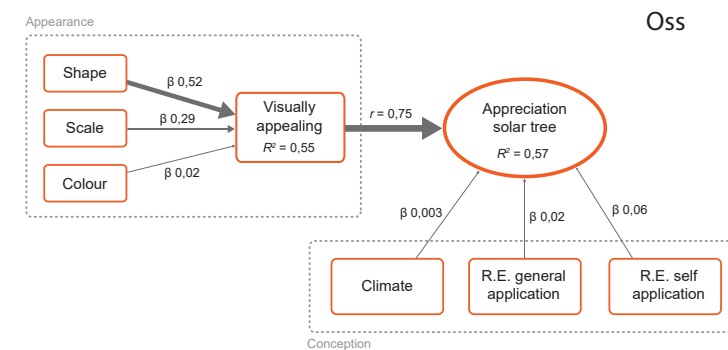 Oss
Appearance
Shape
β 0,52
Scale
β 0,29
Colour
β 0,02
Visually
appealing
R² = 0,55
r = 0,75
Appreciation
solar tree
R² = 0,57
β 0,003
β 0,02
β 0,06
Climate
R.E. general
application
R.E. self
application
Conception